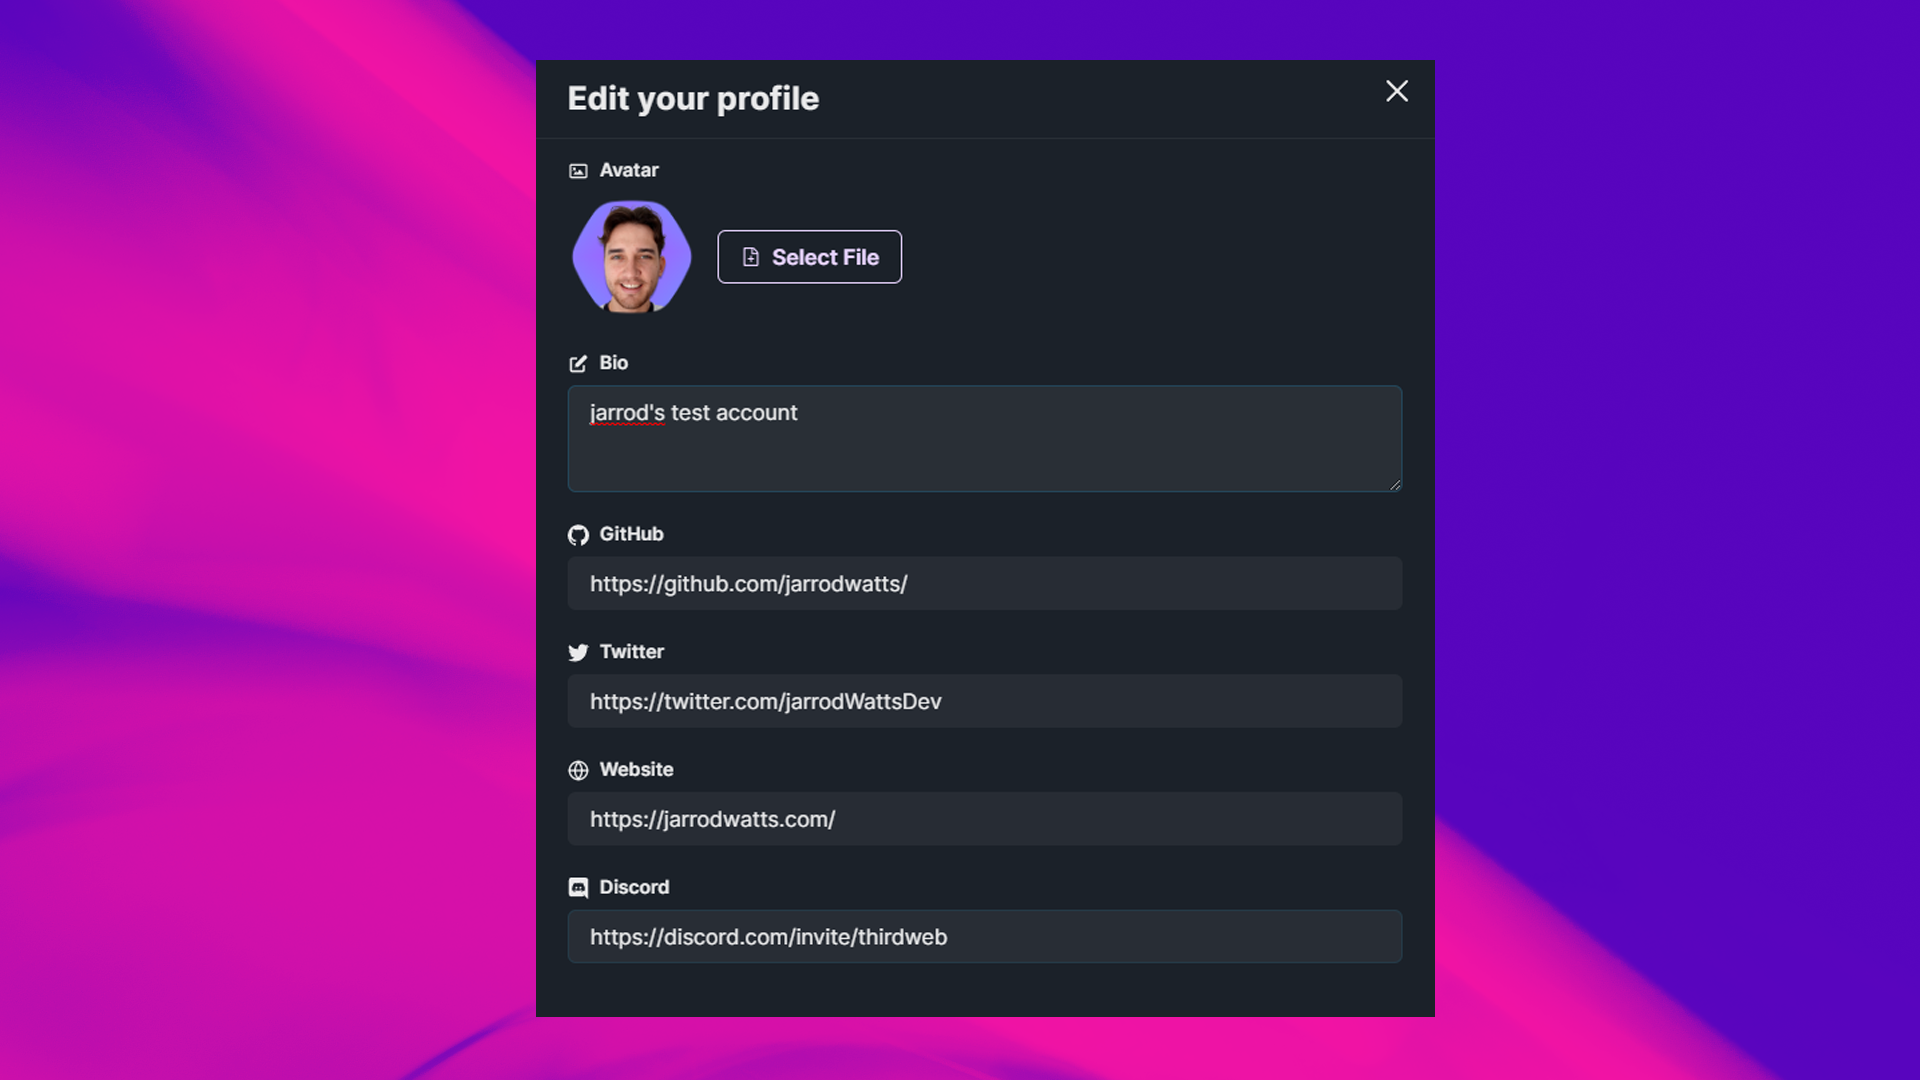 Edit your profile
Avatar
Select File
Bio
jarrod's test account
GitHub
https://github.com/jarrodwatts/
Twitter
https://twitter.com/jarrodWattsDev
Website
https://jarrodwatts.com/
Discord
https://discord.com/invite/thirdweb